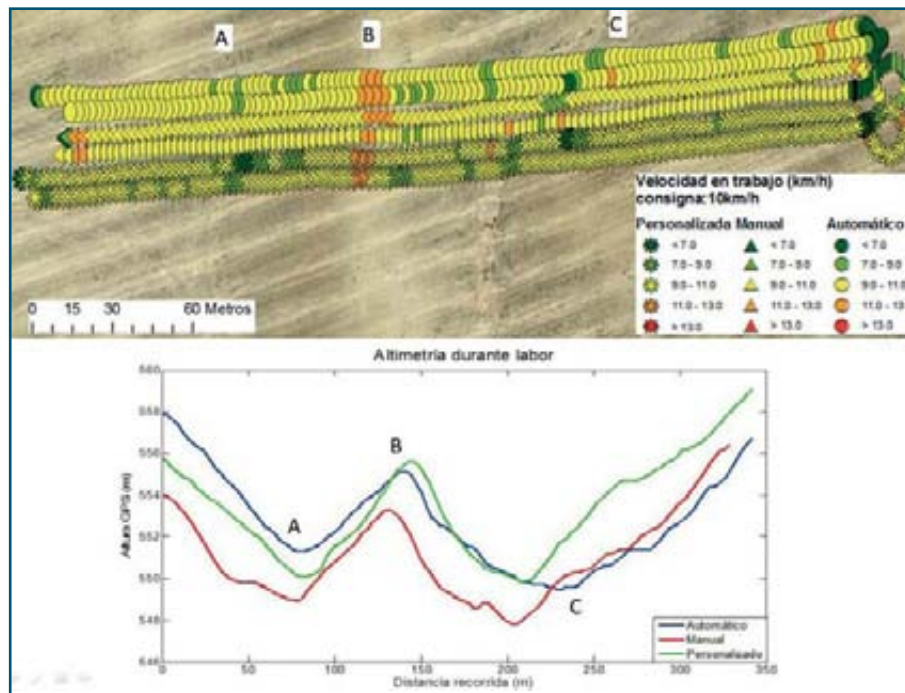 A B C
Velocidad en trabajo (km/h)
consigna:10km/h
Personalizada Manual Automático
< 7.0 < 7.0 < 7.0
7.0 - 9.0 7.0 - 9.0 7.0 - 9.0
9.0 - 11.0 9.0 - 11.0 9.0 - 11.0
11.0 - 13.0 11.0 - 13.0 11.0 - 13
> 13.0 > 13.0 > 13.0
0 15 30 60 Metros
Altimetría durante labor
Altura GPS (m)
560
558
556
554
552
550
548
546
A
B
C
0 50 100 150 200 250 300 350
Distancia recorrida (m)
Automático
Manual
Personalizado